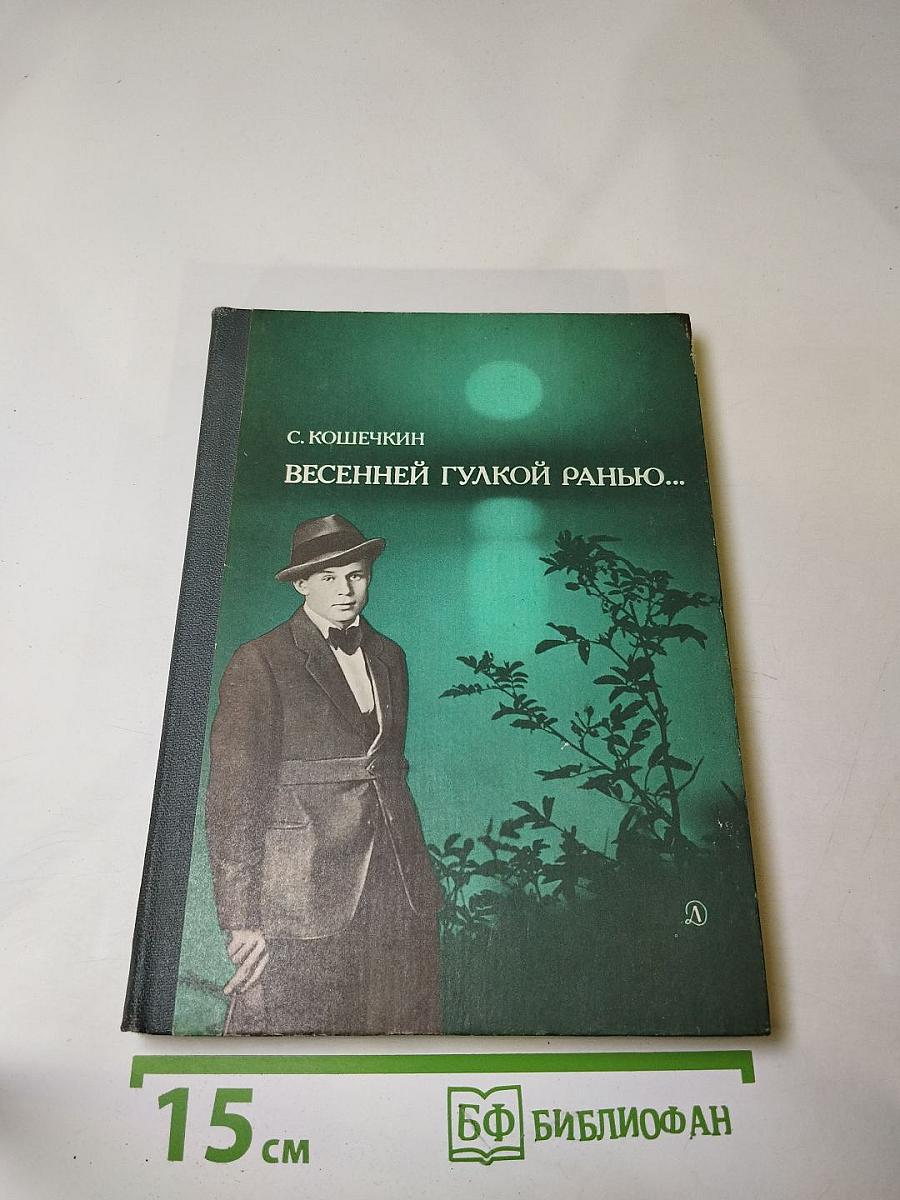 С. КОШЕЧКИН
ВЕСЕННЕЙ ГУЛКОЙ РАНЬЮ...
Д
15 см
БФ БИБЛИОФАН